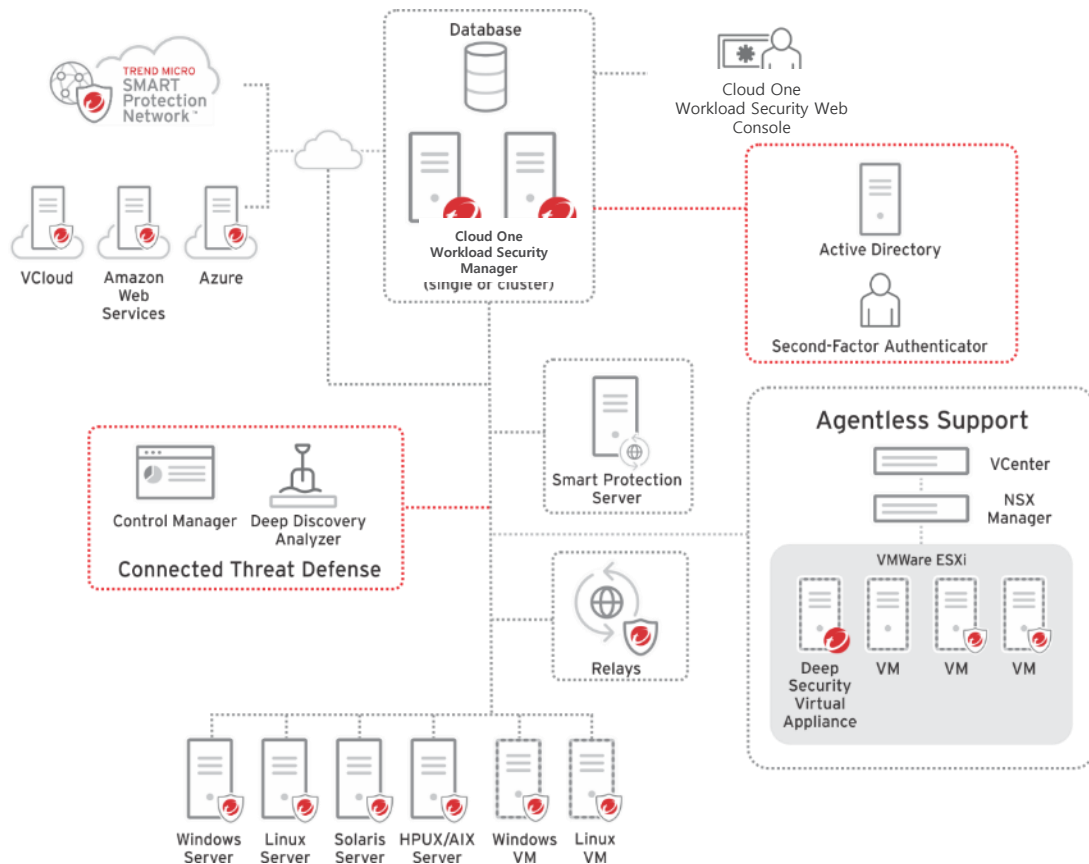 Database
TREND MICRO
SMART
Protection
Network™
Cloud One
Workload Security Web
Console
Cloud One
Workload Security
Manager
(single or cluster)
VCloud
Amazon
Web
Services
Azure
Active Directory
Second-Factor Authenticator
Smart Protection
Server
Control Manager
Deep Discovery
Analyzer
Connected Threat Defense
Agentless Support
VCenter
NSX
Manager
VMWare ESXi
Deep
Security
Virtual
Appliance
VM
VM
VM
Relays
Windows
Server
Linux
Server
Solaris
Server
HPUX/AIX
Server
Windows
VM
Linux
VM